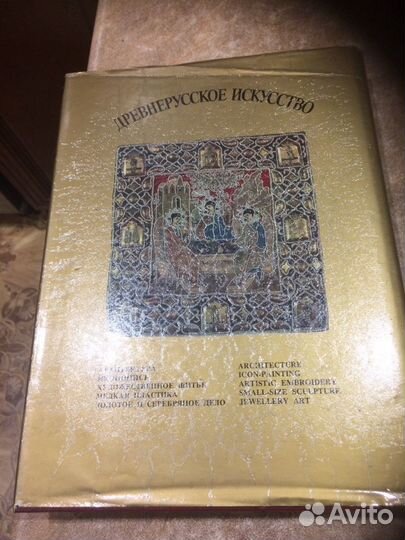 ДРЕВНЕРУССКОЕ ИСКУССТВО
АРХИТЕКТУРА
ИКОНОПИСЬ
ХУДОЖЕСТВЕННОЕ ШИТЬЕ
МЕЛКАЯ ПЛАСТИКА
ЗОЛОТОЕ И СЕРЕБРЯНОЕ ДЕЛО
ARCHITECTURE
ICON-PAINTING
ARTISTIC EMBROIDERY
SMALL-SIZE SCULPTURE
JEWELLERY ART
Avito